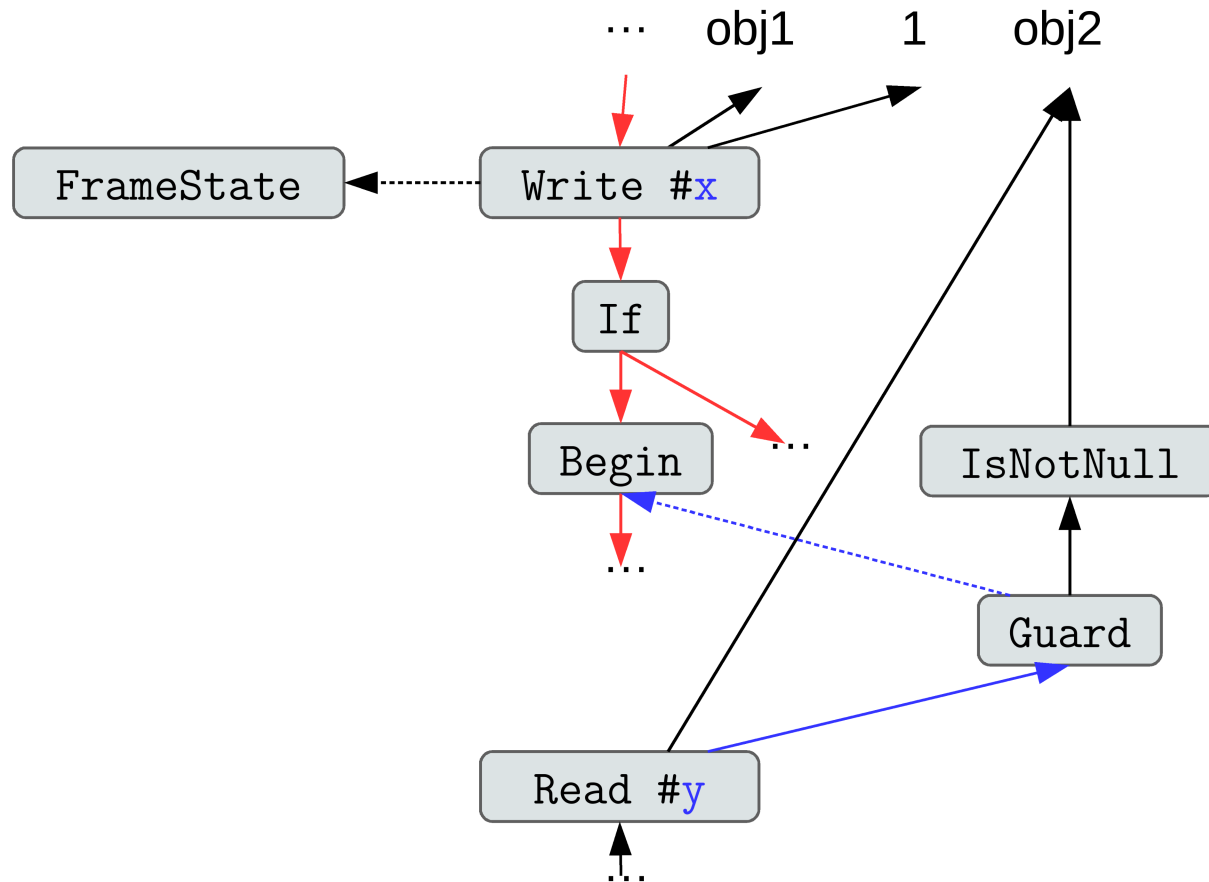 ... obj1 1 obj2
FrameState Write #x
If
Begin ... IsNotNull
...
Guard
Read #y
...